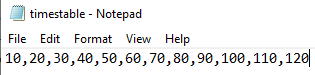 timestable - Notepad
File Edit Format View Help
10,20,30,40,50,60,70,80,90,100,110,120